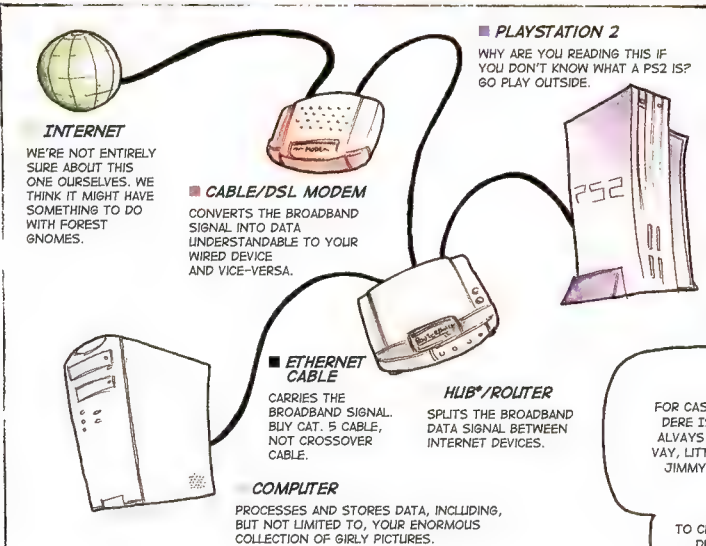 ■ PLAYSTATION 2
WHY ARE YOU READING THIS IF
YOU DON'T KNOW WHAT A PS2 IS?
GO PLAY OUTSIDE.
INTERNET
WE'RE NOT ENTIRELY
SURE ABOUT THIS
ONE OURSELVES. WE
THINK IT MIGHT HAVE
SOMETHING TO DO
WITH FOREST
GNOMES.
MODEM
■ CABLE/DSL MODEM
CONVERTS THE BROADBAND
SIGNAL INTO DATA
UNDERSTANDABLE TO YOUR
WIRED DEVICE
AND VICE-VERSA.
PS2
■ ETHERNET
CABLE
CARRIES THE
BROADBAND SIGNAL.
BUY CAT. 5 CABLE,
NOT CROSSOVER
CABLE.
HUB*/ROUTER
SPLITS THE BROADBAND
DATA SIGNAL BETWEEN
INTERNET DEVICES.
COMPUTER
PROCESSES AND STORES DATA, INCLUDING,
BUT NOT LIMITED TO, YOUR ENORMOUS
COLLECTION OF GIRLY PICTURES.
FOR CAS
DERE IS
ALVAYS
VAY, LITT
JIMMY
TO C